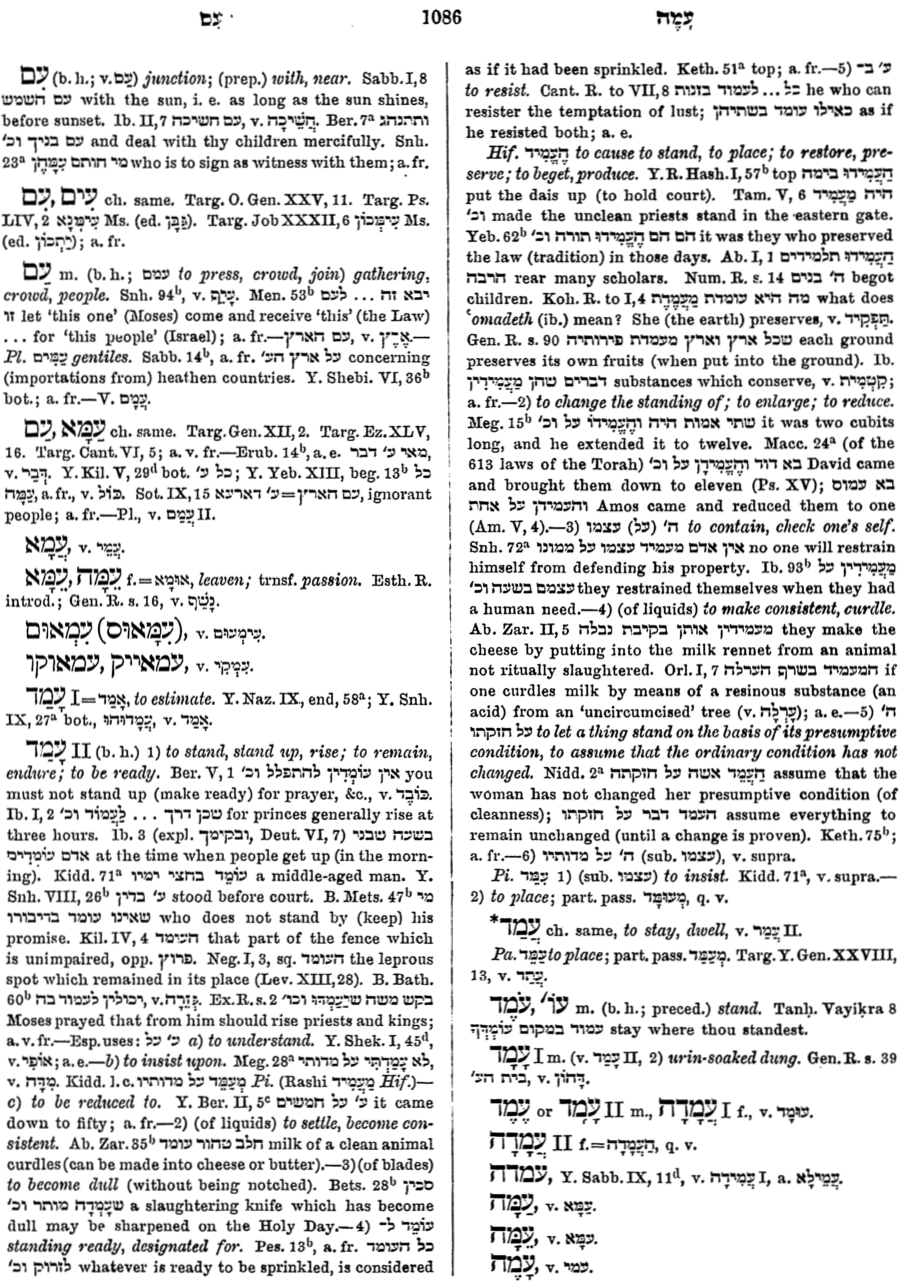 עִם 1086 עָמָה
עִם (b. h.; v. עַם) junction; (prep.) with, near. Sabb. I, 8
עם השמש with the sun, i. e. as long as the sun shines,
before sunset. Ib. II, 7 עם חשיכה, v. חֲשֵׁיכָה. Ber. 7ᵃ ותתנהג
עם בניך וכ׳ and deal with thy children mercifully. Snh.
23ᵃ מי חותם עִמָּהֶן who is to sign as witness with them; a. fr.
עִים, עִם ch. same. Targ. O. Gen. XXV, 11. Targ. Ps.
LIV, 2 עִימָּנָא Ms. (ed. גַּבָּן). Targ. Job XXXII, 6 עִימְּכוֹן Ms.
(ed. יַתְכוֹן); a. fr.
עַם m. (b. h.; עמם to press, crowd, join) gathering,
crowd, people. Snh. 94ᵇ, v. עָיֵף. Men. 53ᵇ יבא זה ... לעם
זו let ‘this one’ (Moses) come and receive ‘this’ (the Law)
... for ‘this people’ (Israel); a. fr.—עם הארץ, v. אֶרֶץ.—
Pl. עַמִּים gentiles. Sabb. 14ᵇ, a. fr. על ארץ הע׳ concerning
(importations from) heathen countries. Y. Shebi. VI, 36ᵇ
bot.; a. fr.—V. עֲמָם.
עַמָּא, עַם ch. same. Targ. Gen. XII, 2. Targ. Ez. XLV,
16. Targ. Cant. VI, 5; a. v. fr.—Erub. 14ᵇ, a. e. מאי ע׳ דבר,
v. דְּבַר. Y. Kil. V, 29ᵈ bot. כל ע׳; Y. Yeb. XIII, beg. 13ᵇ כל
עַמָּה, a. fr., v. כּוֹל. Sot. IX, 15 עם הארץ=ע׳ דארעא, ignorant
people; a. fr.—Pl., v. עֲמַם II.
עֲמָא, v. עֲמֵי.
עֶמָּה, עֶמָּא f.=אוּמָא, leaven; trnsf. passion. Esth. R.
introd.; Gen. R. s. 16, v. נָשַׁף.
עִמְאוּם (עִמָּאוּס), v. עִימְעוּם.
עמאייק, עמאוקו, v. עִמְקֵי.
עֲמַד I=אֲמַד, to estimate. Y. Naz. IX, end, 58ᵃ; Y. Snh.
IX, 27ᵃ bot., עֲמָדוּהוּ, v. אָמַד.
עָמַד II (b. h.) 1) to stand, stand up, rise; to remain,
endure; to be ready. Ber. V, 1 אין עוֹמְדִין להתפלל וכ׳ you
must not stand up (make ready) for prayer, &c., v. כּוֹבֶד.
Ib. I, 2 שכן דרך ... לַעֲמוֹד וכ׳ for princes generally rise at
three hours. Ib. 3 (expl. ובקימך, Deut. VI, 7) בשעה שבני
אדם עוֹמְדִים at the time when people get up (in the morn-
ing). Kidd. 71ᵃ עוֹמֵד בחצי ימיו a middle-aged man. Y.
Snh. VIII, 26ᵇ ע׳ בדין stood before court. B. Mets. 47ᵇ מי
שאינו עומד בדיבורו who does not stand by (keep) his
promise. Kil. IV, 4 העומד that part of the fence which
is unimpaired, opp. פרוץ. Neg. I, 3, sq. העומד the leprous
spot which remained in its place (Lev. XIII, 28). B. Bath.
60ᵇ יכולין לעמוד בה, v. גְּזֵרָה. Ex. R. s. 2 בקש משה שיַּעַמְדוּ וכו׳
Moses prayed that from him should rise priests and kings;
a. v. fr.—Esp. uses: ע׳ על a) to understand. Y. Shek. I, 45ᵈ,
v. אוֹפִי; a. e.—b) to insist upon. Meg. 28ᵃ לא עָמַדְתִּי על מדותי,
v. מִדָּה. Kidd. l. c. מְעַמֵּד על מדותיו Pi. (Rashi מַעֲמִיד Hif.)—
c) to be reduced to. Y. Ber. II, 5ᶜ ע׳ על חמשים it came
down to fifty; a. fr.—2) (of liquids) to settle, become con-
sistent. Ab. Zar. 35ᵇ חלב טהור עומד milk of a clean animal
curdles (can be made into cheese or butter).—3) (of blades)
to become dull (without being notched). Bets. 28ᵇ סכין
שעָמְדָה מותר וכ׳ a slaughtering knife which has become
dull may be sharpened on the Holy Day.—4) עוֹמֵד ל־
standing ready, designated for. Pes. 13ᵇ, a. fr. כל העומד
לזרוק וכ׳ whatever is ready to be sprinkled, is considered
as if it had been sprinkled. Keth. 51ᵃ top; a. fr.—5) ע׳ ב־
to resist. Cant. R. to VII, 8 כל ... לעמוד בזנות he who can
resister the temptation of lust; כאילו עומד בשתיהן as if
he resisted both; a. e.
Hif. הֶעֱמִיד to cause to stand, to place; to restore, pre-
serve; to beget, produce. Y. R. Hash. I, 57ᵇ top הַעֲמִידוּ בימה
put the dais up (to hold court). Tam. V, 6 היה מַעֲמִיד
וכ׳ made the unclean priests stand in the eastern gate.
Yeb. 62ᵇ הם הם הֶעֱמִידוּ תורה וכ׳ it was they who preserved
the law (tradition) in those days. Ab. I, 1 הַעֲמִידוּ תלמידים
הרבה rear many scholars. Num. R. s. 14 ה׳ בנים begot
children. Koh. R. to I, 4 מה היא עומדת מַעֲמֶדֶת what does
ʿomadeth (ib.) mean? She (the earth) preserves, v. תַּפְקִיד.
Gen. R. s. 90 שכל ארץ וארץ מעמדת פירותיה each ground
preserves its own fruits (when put into the ground). Ib.
דברים שהן מַעֲמִידִין substances which conserve, v. קִטְמִית;
a. fr.—2) to change the standing of; to enlarge; to reduce.
Meg. 15ᵇ שתי אמות היה והֶעֱמִידוֹ על וכ׳ it was two cubits
long, and he extended it to twelve. Macc. 24ᵃ (of the
613 laws of the Torah) בא דוד והֶעֱמִידָן על וכ׳ David came
and brought them down to eleven (Ps. XV); בא עמוס
והעמידן על אחת Amos came and reduced them to one
(Am. V, 4).—3) ה׳ (על) עצמו to contain, check one’s self.
Snh. 72ᵃ אין אדם מעמיד עצמו על ממונו no one will restrain
himself from defending his property. Ib. 93ᵇ מַעֲמִידִין על
עצמם בשעה וכ׳ they restrained themselves when they had
a human need.—4) (of liquids) to make consistent, curdle.
Ab. Zar. II, 5 מעמידין אותן בקיבת נבלה they make the
cheese by putting into the milk rennet from an animal
not ritually slaughtered. Orl. I, 7 המעמיד בשרף הערלה if
one curdles milk by means of a resinous substance (an
acid) from an ‘uncircumcised’ tree (v. עָרְלָה); a. e.—5) ה׳
על חזקתו to let a thing stand on the basis of its presumptive
condition, to assume that the ordinary condition has not
changed. Nidd. 2ᵃ הַעֲמֵד אשה על חזקתה assume that the
woman has not changed her presumptive condition (of
cleanness); העמד דבר על חזקתו assume everything to
remain unchanged (until a change is proven). Keth. 75ᵇ;
a. fr.—6) ה׳ על מדותיו (sub. עצמו), v. supra.
Pi. עִמֵּד 1) (sub. עצמו) to insist. Kidd. 71ᵃ, v. supra.—
2) to place; part. pass. מְעוּמָּד, q. v.
*עֲמַד ch. same, to stay, dwell, v. עֲמַר II.
Pa. עַמֵּד to place; part. pass. מְעַמַּד. Targ. Y. Gen. XXVIII,
13, v. עֲתַד.
עוֹ׳, עֹמֶד m. (b. h.; preced.) stand. Tanḥ. Vayiḳra 8
עמוד במקום עוֹמְדְּךָ stay where thou standest.
עָמָד I m. (v. עָמַד II, 2) urin-soaked dung. Gen. R. s. 39
בית הע׳, v. דָּהוֹן.
עֶמֶד or עָמָד II m., עֲמָדָה I f., v. עוּמָד.
עֲמָדָה II f.=הַעֲמָדָה, q. v.
עמדה, Y. Sabb. IX, 11ᵈ, v. עֲמִידָה I, a. עֲמֵילָא.
עַמָּה, v. עַמָּא.
עֶמָּה, v. עֶמָּא.
עָמָה, v. עמי.